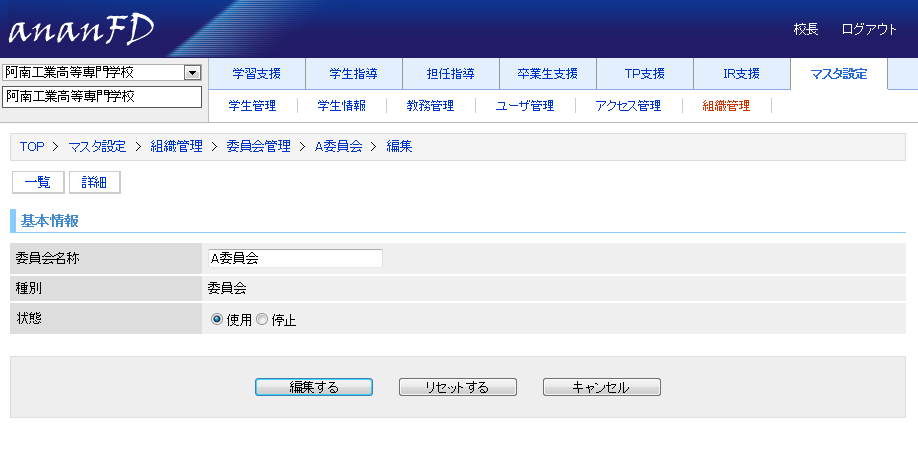 ananFD
校長 ログアウト
阿南工業高等専門学校
学習支援 学生指導 担任指導 卒業生支援 TP支援 IR支援 マスタ設定
阿南工業高等専門学校
学生管理 学生情報 教務管理 ユーザ管理 アクセス管理 組織管理
TOP > マスタ設定 > 組織管理 > 委員会管理 > A委員会 > 編集
一覧 詳細
基本情報
委員会名称 A委員会
種別 委員会
状態 使用 停止
編集する リセットする キャンセル